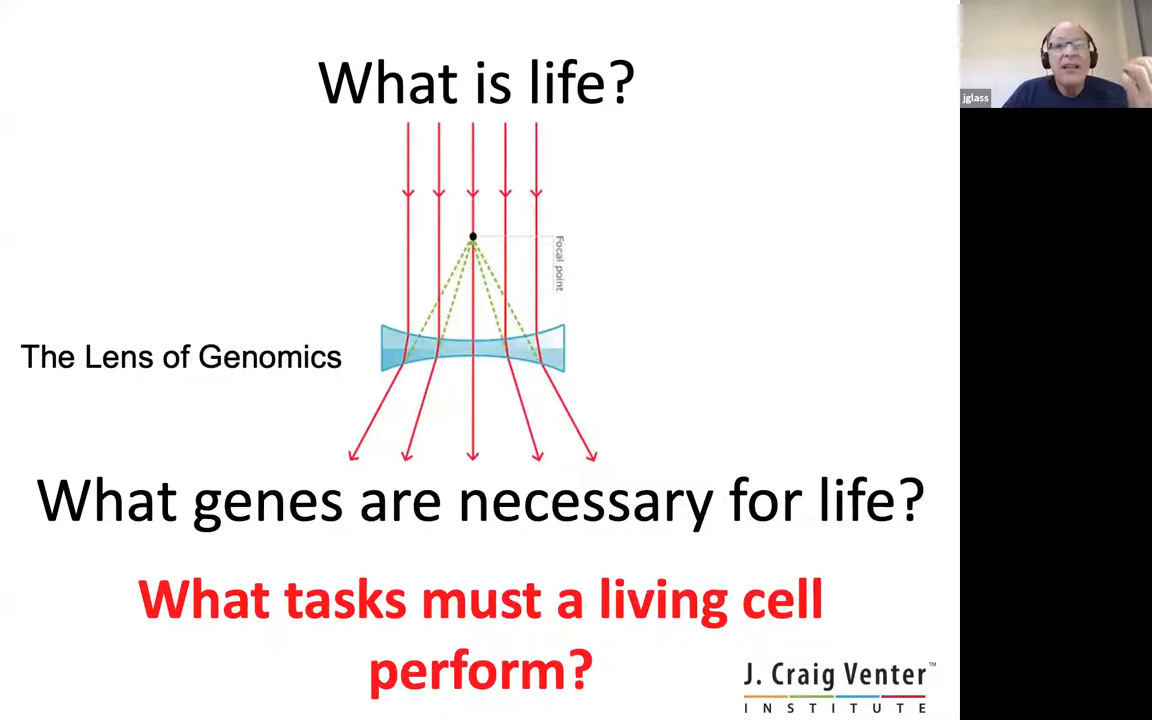 What is life?
jglass
Focal point
The Lens of Genomics
What genes are necessary for life?
What tasks must a living cell
perform?
J. Craig Venter™
INSTITUTE